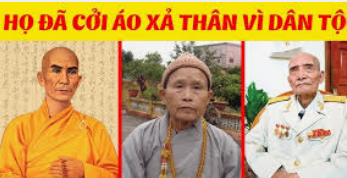 HỌ ĐÃ CỞI ÁO XẢ THÂN VÌ DÂN TỘ